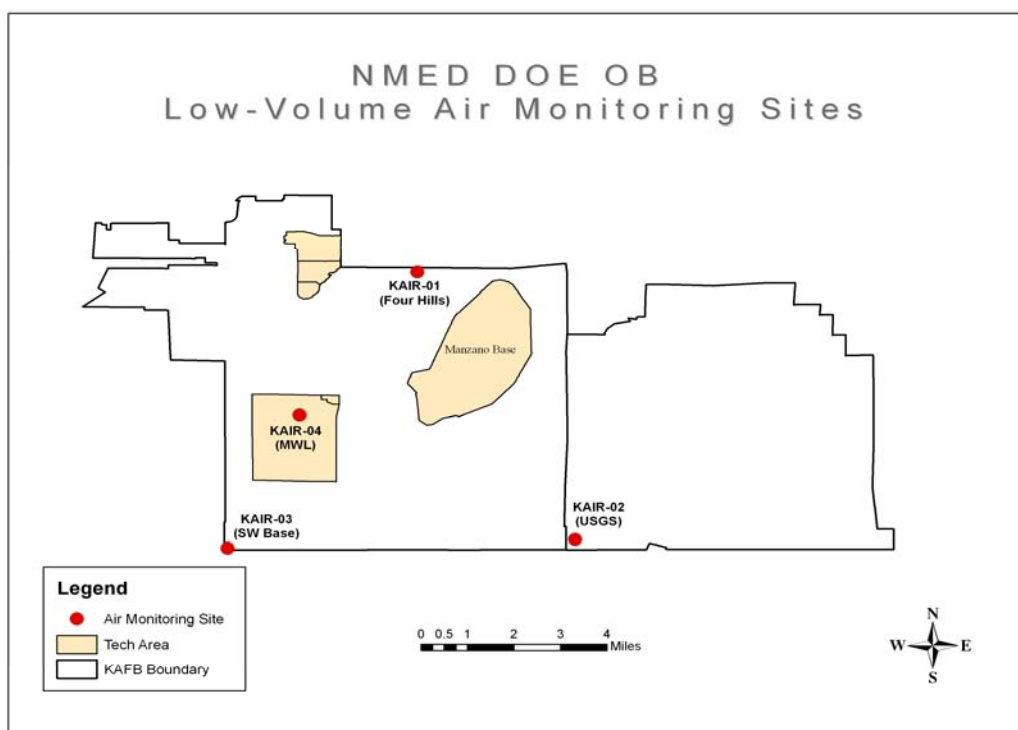 NMED DOE OB
Low-Volume Air Monitoring Sites
KAIR-01
(Four Hills)
Manzano Base
KAIR-04
(MWL)
KAIR-03
(SW Base)
KAIR-02
(USGS)
Legend
Air Monitoring Site
Tech Area
KAFB Boundary
0 0.5 1 2 3 4
Miles
N
W E
S